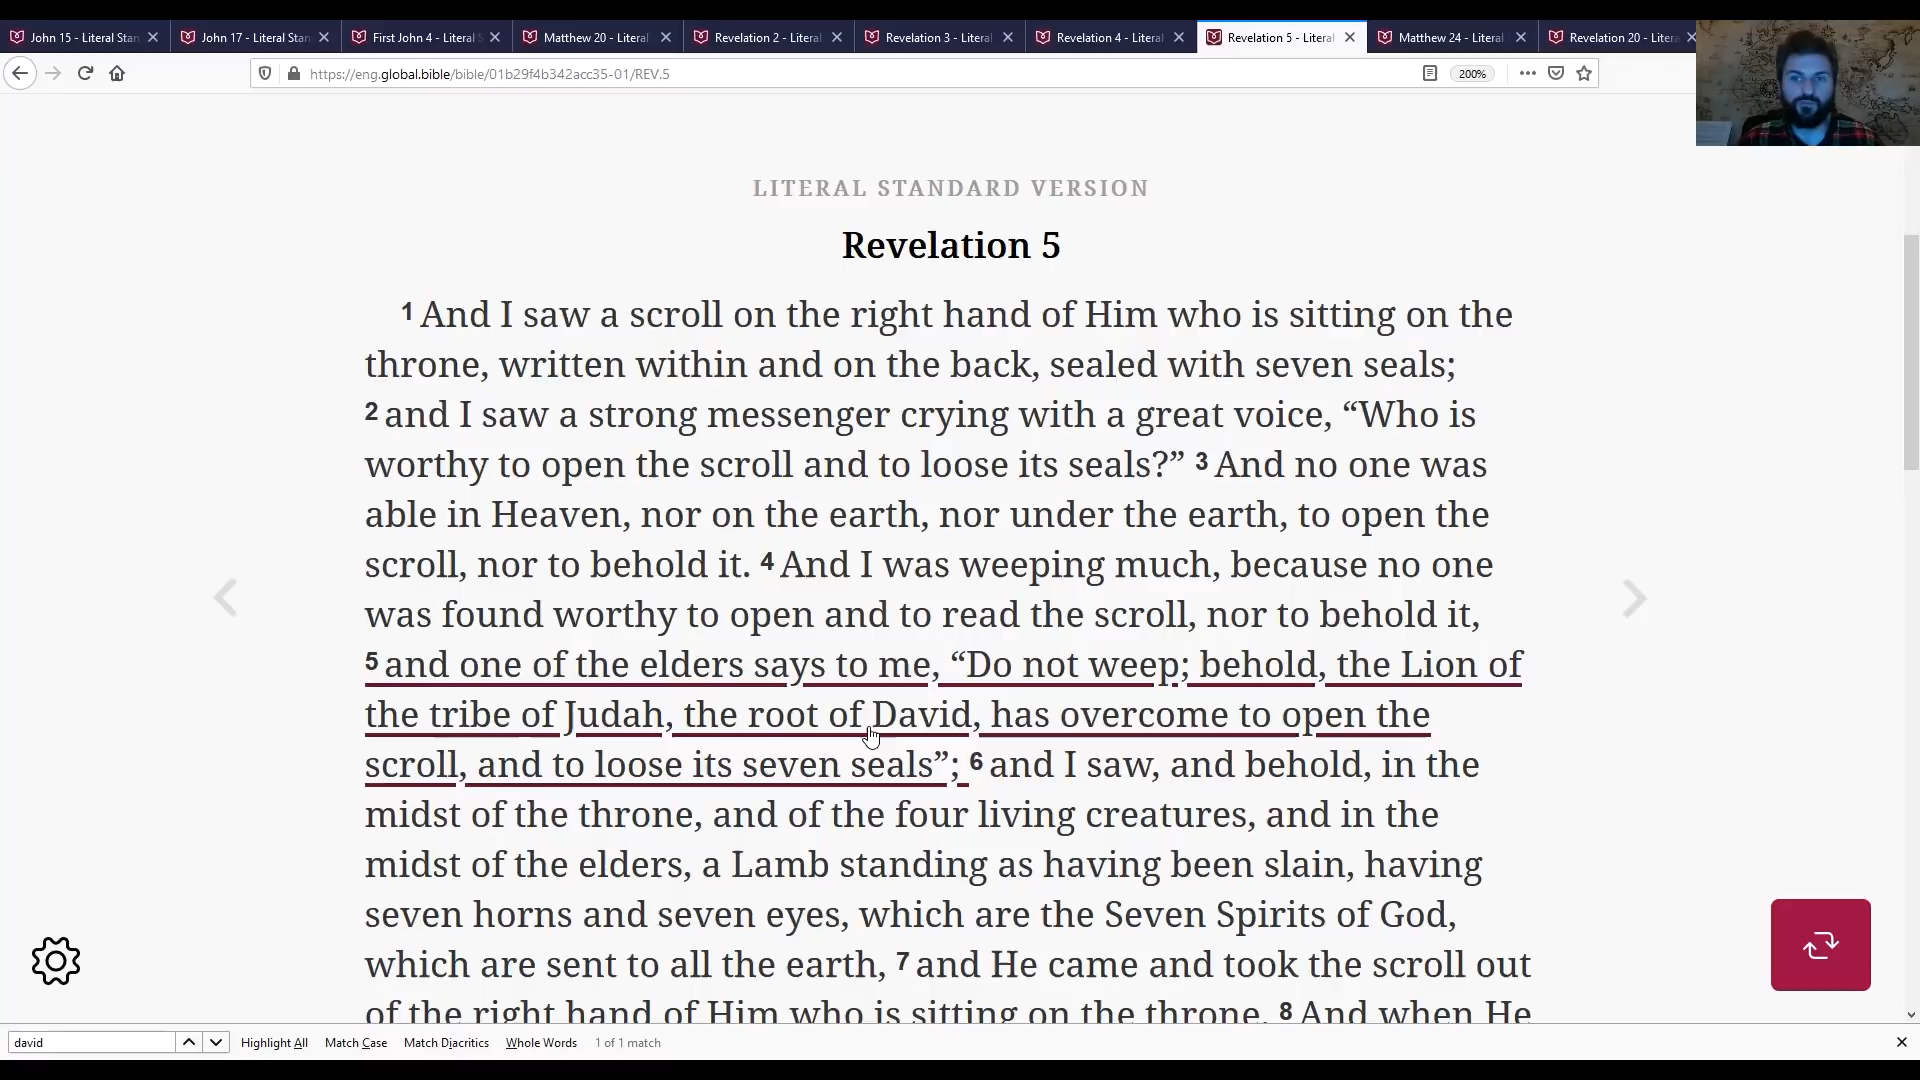 John 15 - Literal Stan
John 17 - Literal Stan
First John 4 - Literal S
Matthew 20 - Literal
Revelation 2 - Literal
Revelation 3 - Literal
Revelation 4 - Literal
Revelation 5 - Literal
Matthew 24 - Literal
Revelation 20 - Litera
https://eng.global.bible/bible/01b29f4b342acc35-01/REV.5
200%
LITERAL STANDARD VERSION
Revelation 5
1 And I saw a scroll on the right hand of Him who is sitting on the
throne, written within and on the back, sealed with seven seals;
2 and I saw a strong messenger crying with a great voice, “Who is
worthy to open the scroll and to loose its seals?” 3 And no one was
able in Heaven, nor on the earth, nor under the earth, to open the
scroll, nor to behold it. 4 And I was weeping much, because no one
was found worthy to open and to read the scroll, nor to behold it,
5 and one of the elders says to me, “Do not weep; behold, the Lion of
the tribe of Judah, the root of David, has overcome to open the
scroll, and to loose its seven seals”; 6 and I saw, and behold, in the
midst of the throne, and of the four living creatures, and in the
midst of the elders, a Lamb standing as having been slain, having
seven horns and seven eyes, which are the Seven Spirits of God,
which are sent to all the earth, 7 and He came and took the scroll out
of the right hand of Him who is sitting on the throne. 8 And when He
david
Highlight All
Match Case
Match Diacritics
Whole Words
1 of 1 match